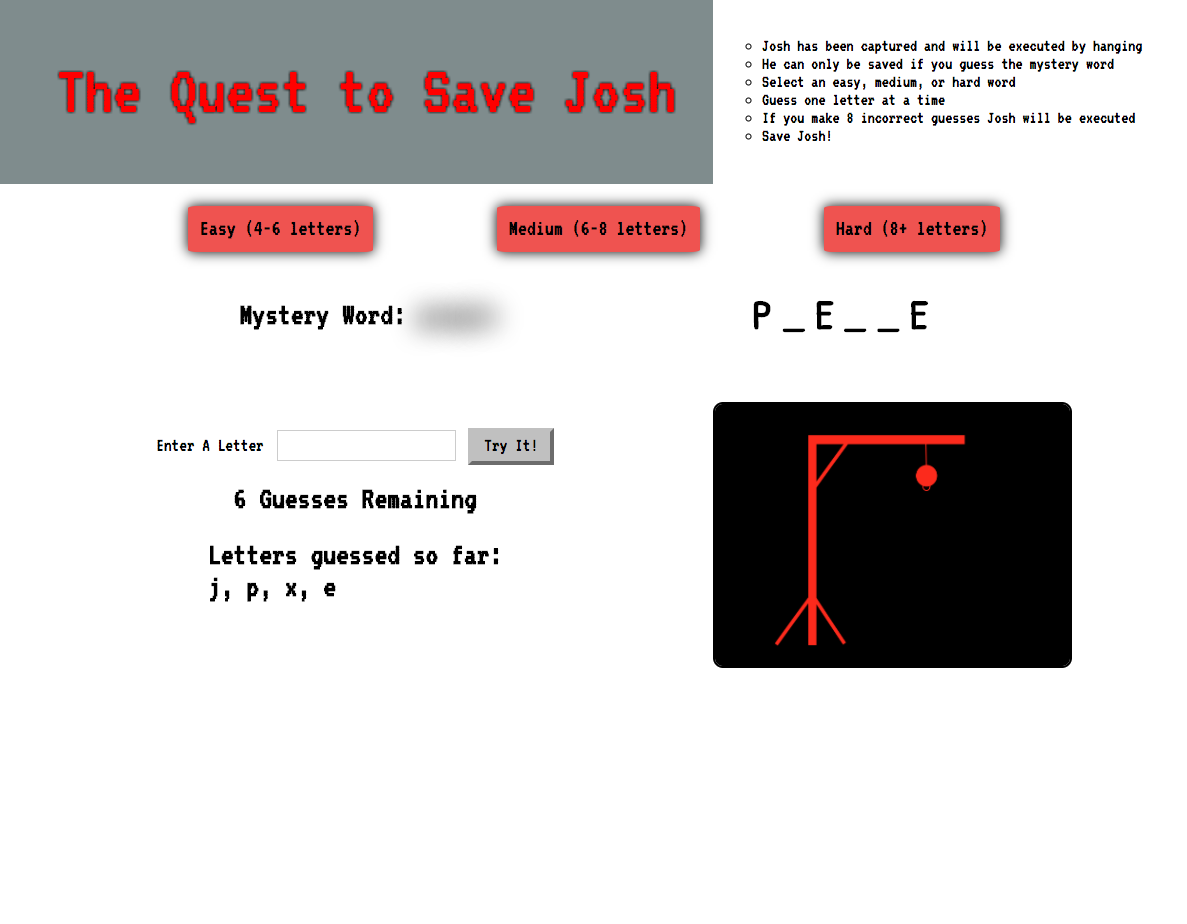 The Quest to Save Josh
Josh has been captured and will be executed by hanging
He can only be saved if you guess the mystery word
Select an easy, medium, or hard word
Guess one letter at a time
If you make 8 incorrect guesses Josh will be executed
Save Josh!
Easy (4-6 letters)
Medium (6-8 letters)
Hard (8+ letters)
Mystery Word:
P _ E _ _ E
Enter A Letter
Try It!
6 Guesses Remaining
Letters guessed so far:
j, p, x, e